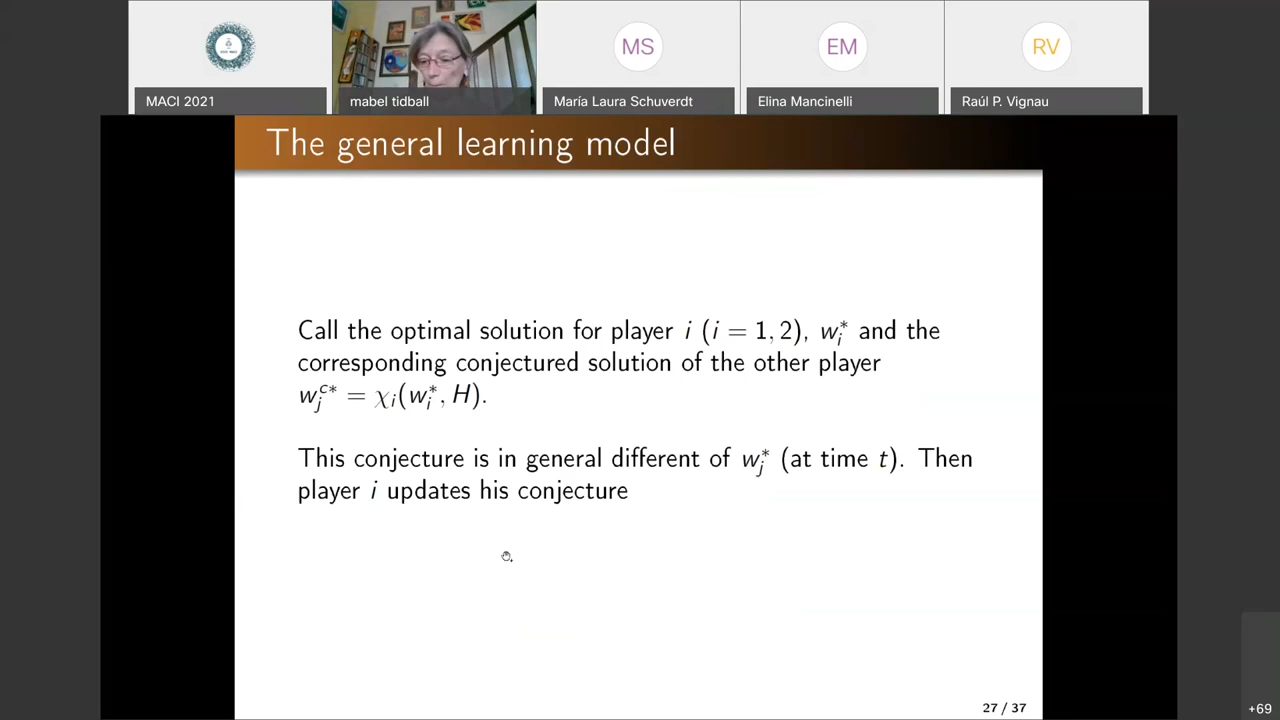 MS
EM
RV
MACI 2021
mabel tidball
María Laura Schuverdt
Elina Mancinelli
Raúl P. Vignau
The general learning model
Call the optimal solution for player i (i = 1, 2), w_i^* and the
corresponding conjectured solution of the other player
w_j^{c*} = χ_i(w_i^*, H).
This conjecture is in general different of w_j^* (at time t). Then
player i updates his conjecture
27 / 37
+69